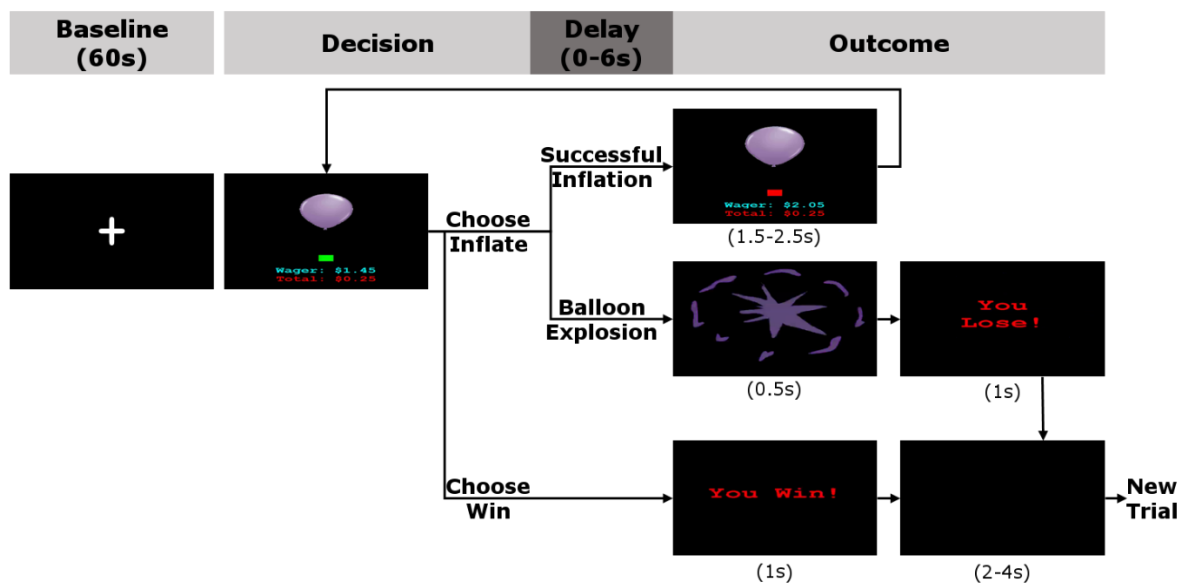 Baseline
(60s)
Decision
Delay
(0-6s)
Outcome
Wager: $1.45
Total: $0.25
Choose
Inflate
Successful
Inflation
Wager: $2.05
Total: $0.25
(1.5-2.5s)
Balloon
Explosion
(0.5s)
You
Lose!
(1s)
Choose
Win
You Win!
(1s)
(2-4s)
New
Trial